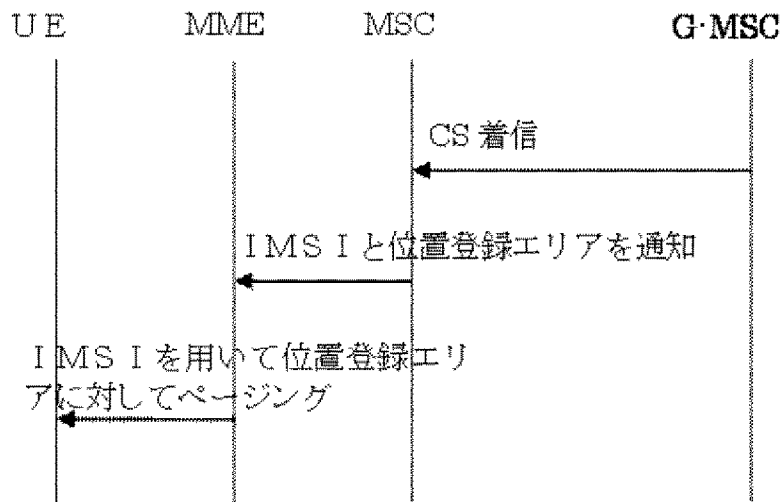 ＵＥ MME MSC G-MSC
CS 着信
ＩＭＳＩと位置登録エリアを通知
ＩＭＳＩを用いて位置登録エリ
アに対してページング